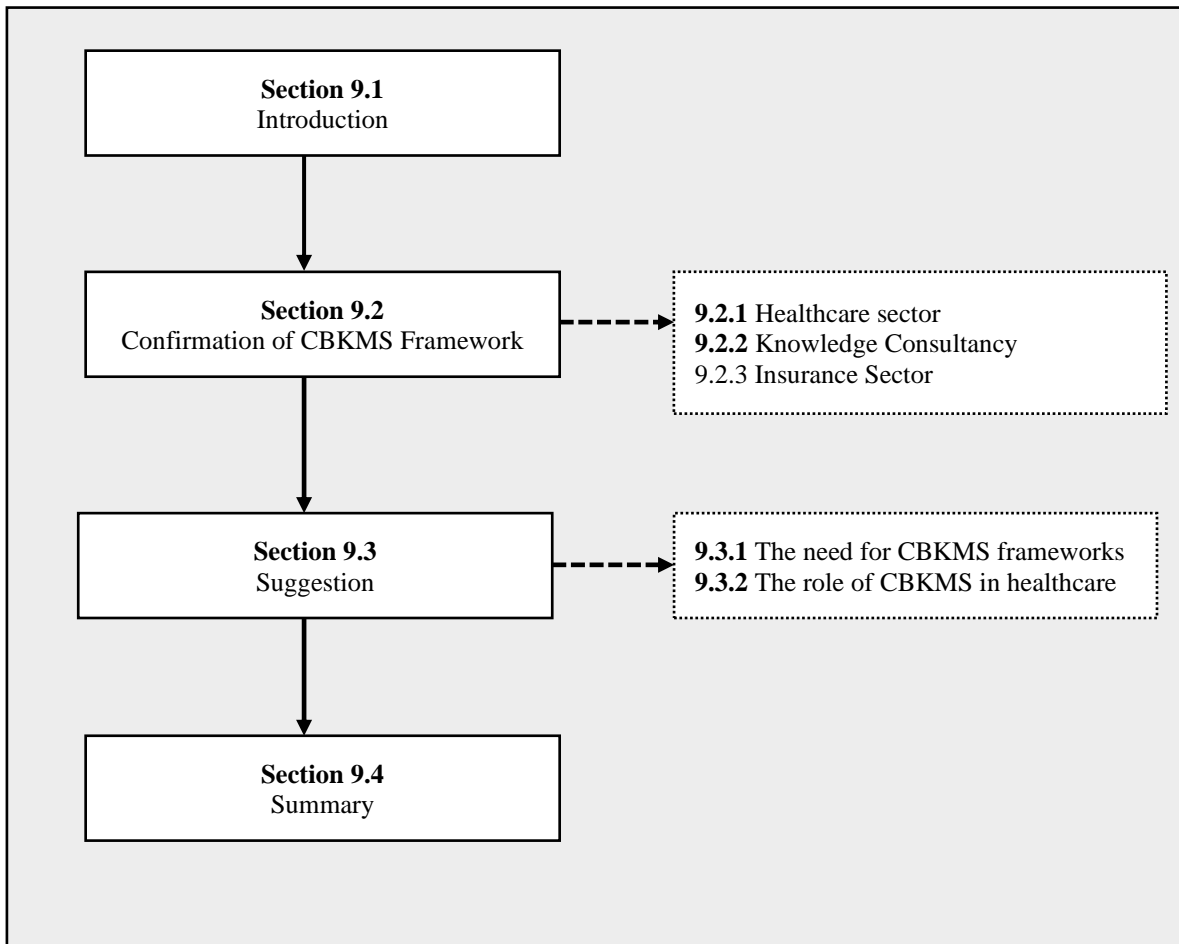 Section 9.1
Introduction
Section 9.2
Confirmation of CBKMS Framework
9.2.1 Healthcare sector
9.2.2 Knowledge Consultancy
9.2.3 Insurance Sector
Section 9.3
Suggestion
9.3.1 The need for CBKMS frameworks
9.3.2 The role of CBKMS in healthcare
Section 9.4
Summary